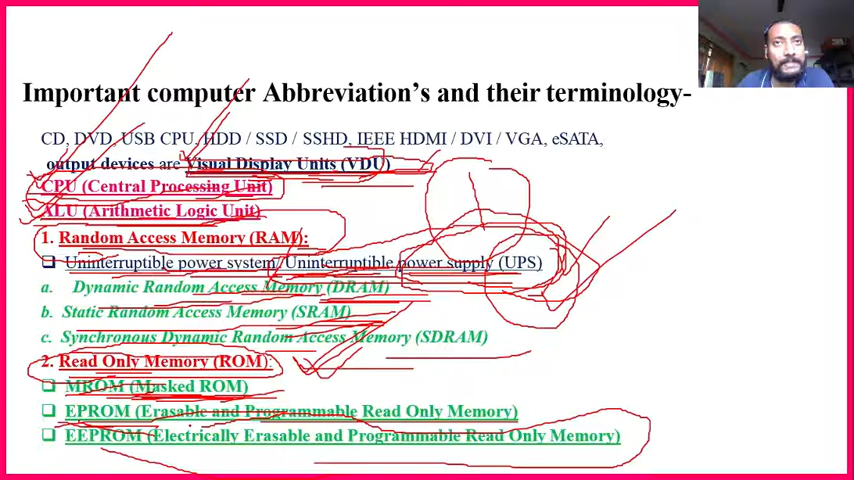 Important computer Abbreviation's and their terminology-
CD, DVD, USB CPU, HDD / SSD / SSHD, IEEE HDMI / DVI / VGA, eSATA,
output devices are Visual Display Units (VDU)
CPU (Central Processing Unit)
ALU (Arithmetic Logic Unit)
1. Random Access Memory (RAM):
❑ Uninterruptible power system/ Uninterruptible power supply (UPS)
a. Dynamic Random Access Memory (DRAM)
b. Static Random Access Memory (SRAM)
c. Synchronous Dynamic Random Access Memory (SDRAM)
2. Read Only Memory (ROM):
❑ MROM (Masked ROM)
❑ EPROM (Erasable and Programmable Read Only Memory)
❑ EEPROM (Electrically Erasable and Programmable Read Only Memory)